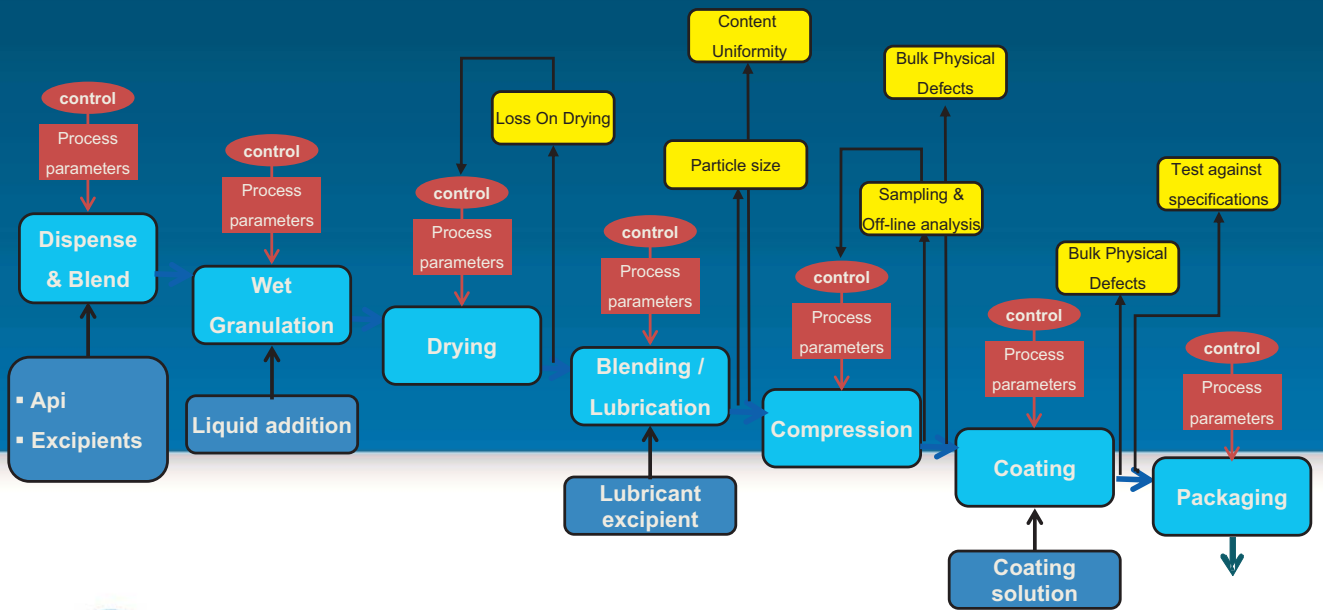 Content
Uniformity
Bulk Physical
Defects
control
Process
parameters
Dispense
& Blend
▪ Api
▪ Excipients
control
Process
parameters
Wet
Granulation
Liquid addition
Loss On Drying
control
Process
parameters
Drying
Particle size
control
Process
parameters
Blending /
Lubrication
Lubricant
excipient
Sampling &
Off-line analysis
control
Process
parameters
Compression
Bulk Physical
Defects
control
Process
parameters
Coating
Coating
solution
Test against
specifications
control
Process
parameters
Packaging